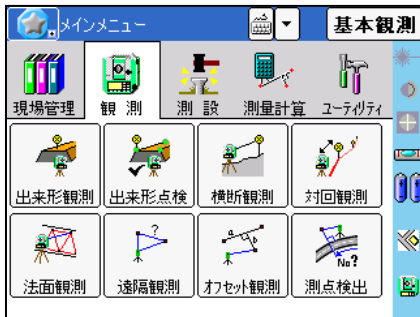 メインメニュー
基本観測
現場管理
観 測
測 設
測量計算
ユーティリティ
出来形観測
出来形点検
横断観測
対回観測
法面観測
遠隔観測
オフセット観測
測点検出
?
a b
No?